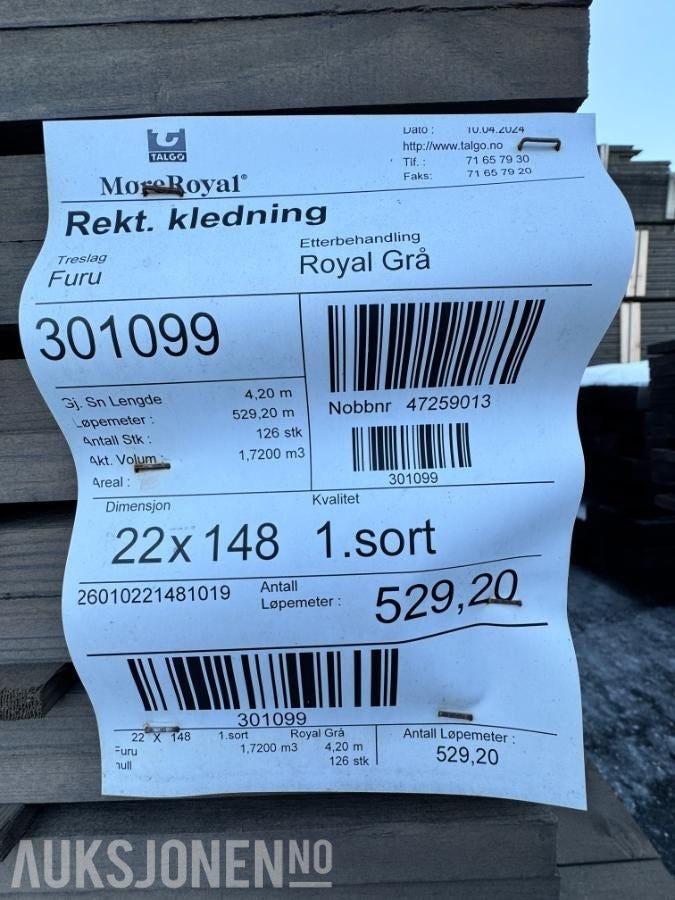 TALGO
MoreRoyal®
Dato : 10.04.2024
http://www.talgo.no
Tlf. : 71 65 79 30
Faks: 71 65 79 20
Rekt. kledning
Treslag
Furu
Etterbehandling
Royal Grå
301099
Gj. Sn Lengde 4,20 m
Løpemeter : 529,20 m
Antall Stk : 126 stk
Akt. Volum : 1,7200 m3
Areal :
Nobbnr 47259013
301099
Dimensjon
22 x 148
Kvalitet
1.sort
26010221481019
Antall
Løpemeter : 529,20
301099
22 X 148 1.sort Royal Grå
Furu 1,7200 m3 4,20 m
null 126 stk
Antall Løpemeter :
529,20
AUKSJONEN NO